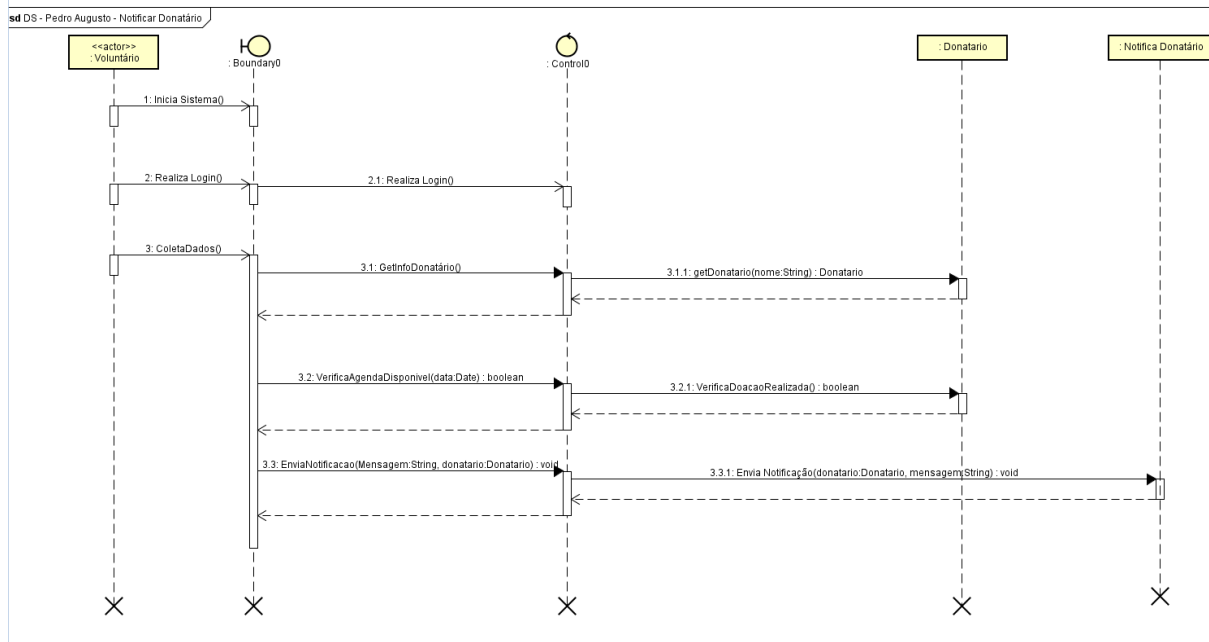 sd DS - Pedro Augusto - Notificar Donatário
<<actor>>
: Voluntário
: Boundary0
: Control0
: Donatario
: Notifica Donatário
1: Inicia Sistema()
2: Realiza Login()
2.1: Realiza Login()
3: ColetaDados()
3.1: GetInfoDonatário()
3.1.1: getDonatario(nome:String) : Donatario
3.2: VerificaAgendaDisponivel(data:Date) : boolean
3.2.1: VerificaDoacaoRealizada() : boolean
3.3: EnviaNotificacao(Mensagem:String, donatario:Donatario) : void
3.3.1: Envia Notificação(donatario:Donatario, mensagem:String) : void